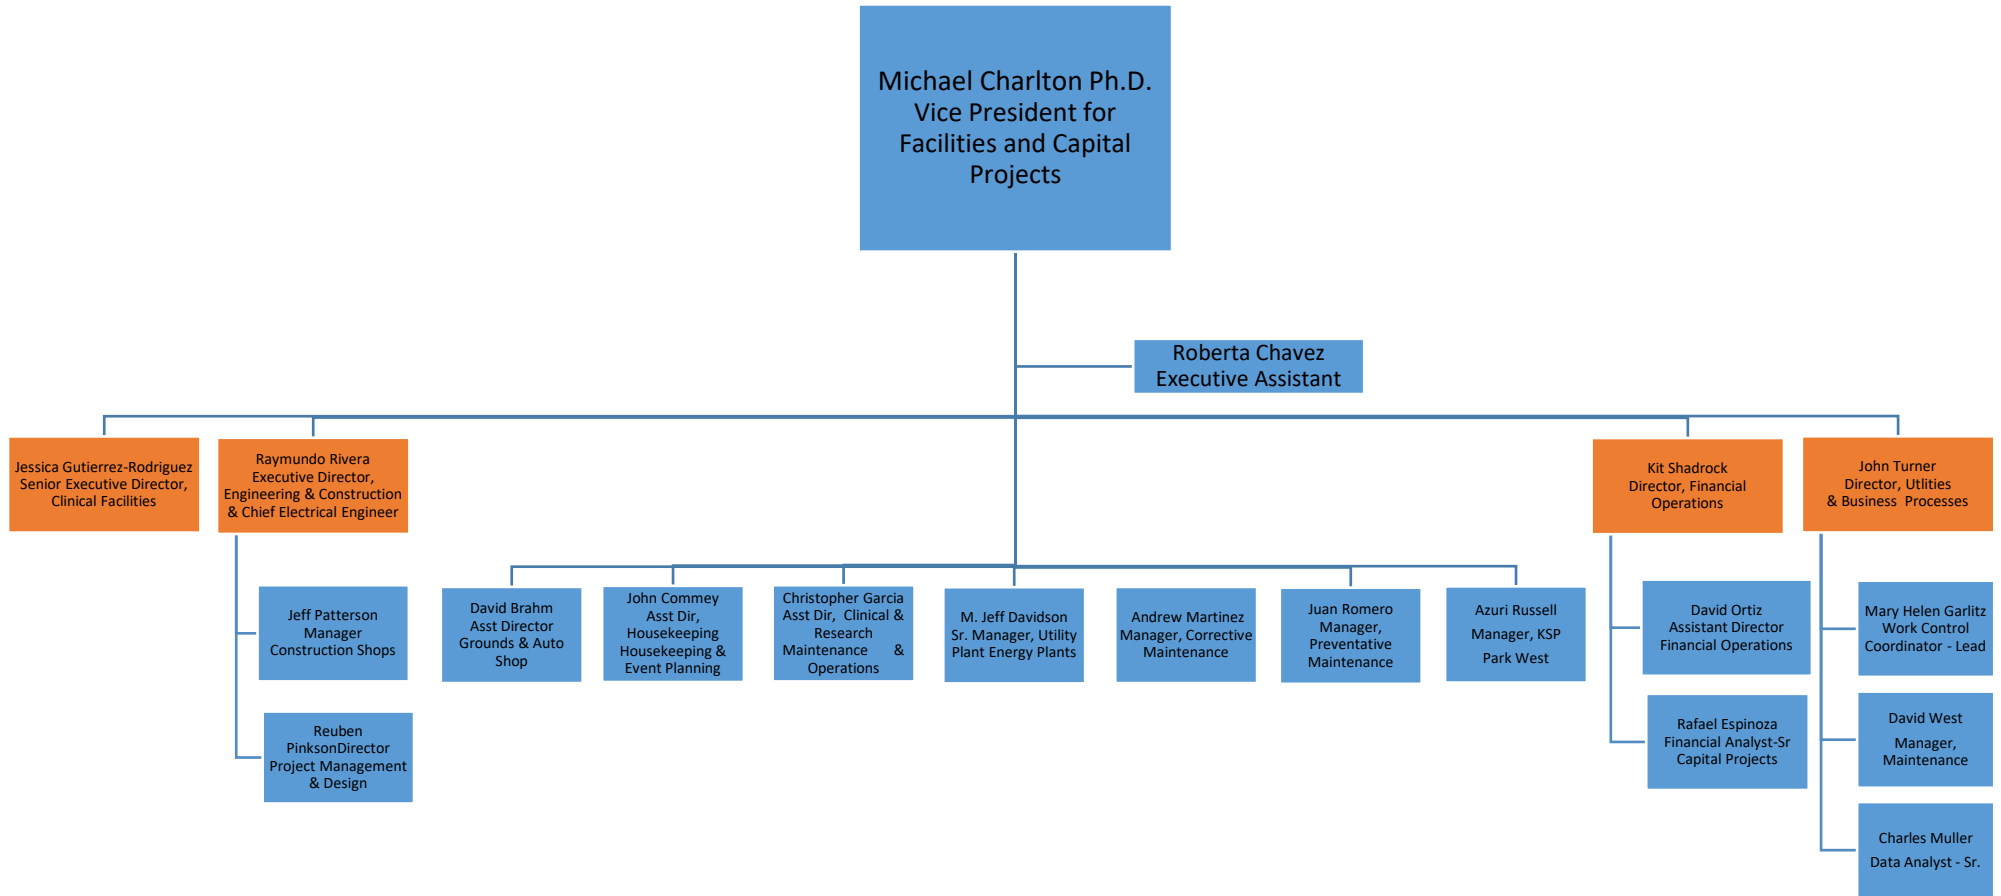 Michael Charlton Ph.D.
Vice President for
Facilities and Capital
Projects
Roberta Chavez
Executive Assistant
Jessica Gutierrez-Rodriguez
Senior Executive Director,
Clinical Facilities
Raymundo Rivera
Executive Director,
Engineering & Construction
& Chief Electrical Engineer
Kit Shadrock
Director, Financial
Operations
John Turner
Director, Utlities
& Business Processes
Jeff Patterson
Manager
Construction Shops
Reuben
PinksonDirector
Project Management
& Design
David Brahm
Asst Director
Grounds & Auto
Shop
John Commey
Asst Dir,
Housekeeping
Housekeeping &
Event Planning
Christopher Garcia
Asst Dir, Clinical &
Research
Maintenance &
Operations
M. Jeff Davidson
Sr. Manager, Utility
Plant Energy Plants
Andrew Martinez
Manager, Corrective
Maintenance
Juan Romero
Manager,
Preventative
Maintenance
Azuri Russell
Manager, KSP
Park West
David Ortiz
Assistant Director
Financial Operations
Rafael Espinoza
Financial Analyst-Sr
Capital Projects
Mary Helen Garlitz
Work Control
Coordinator - Lead
David West
Manager,
Maintenance
Charles Muller
Data Analyst - Sr.